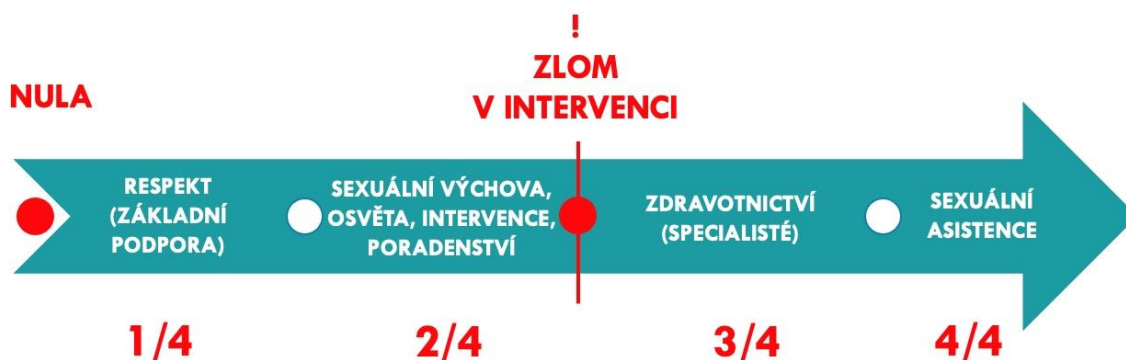 !
ZLOM
V INTERVENCI
NULA
RESPEKT
(ZÁKLADNÍ
PODPORA)
SEXUÁLNÍ VÝCHOVA,
OSVĚTA, INTERVENCE,
PORADENSTVÍ
ZDRAVOTNICTVÍ
(SPECIALISTÉ)
SEXUÁLNÍ
ASISTENCE
1/4
2/4
3/4
4/4